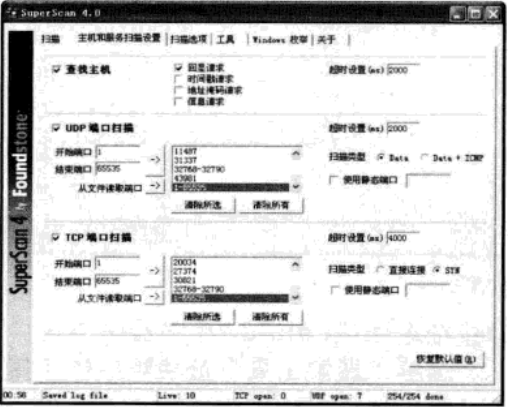 SuperScan 4.0
扫描 主机和服务扫描设置 扫描选项 工具 Windows 枚举 关于
查找主机
回显请求
时间戳请求
地址掩码请求
信息请求
超时设置(ms) 2000
UDP 端口扫描
超时设置(ms) 2000
开始端口 1
结束端口 65535
从文件读取端口 ->
->
11487
31337
32768-32790
43981
1-65535
扫描类型 Data Data + ICMP
使用静态端口
清除所选 清除所有
TCP 端口扫描
超时设置(ms) 4000
开始端口 1
结束端口 65535
从文件读取端口 ->
->
20034
27374
30821
32768-32790
1-65535
扫描类型 直接连接 SYN
使用静态端口
清除所选 清除所有
恢复默认值(R)
SuperScan 4 by Foundstone
00:56 Saved log file Live: 10 TCP open: 0 UDP open: 7 254/254 done